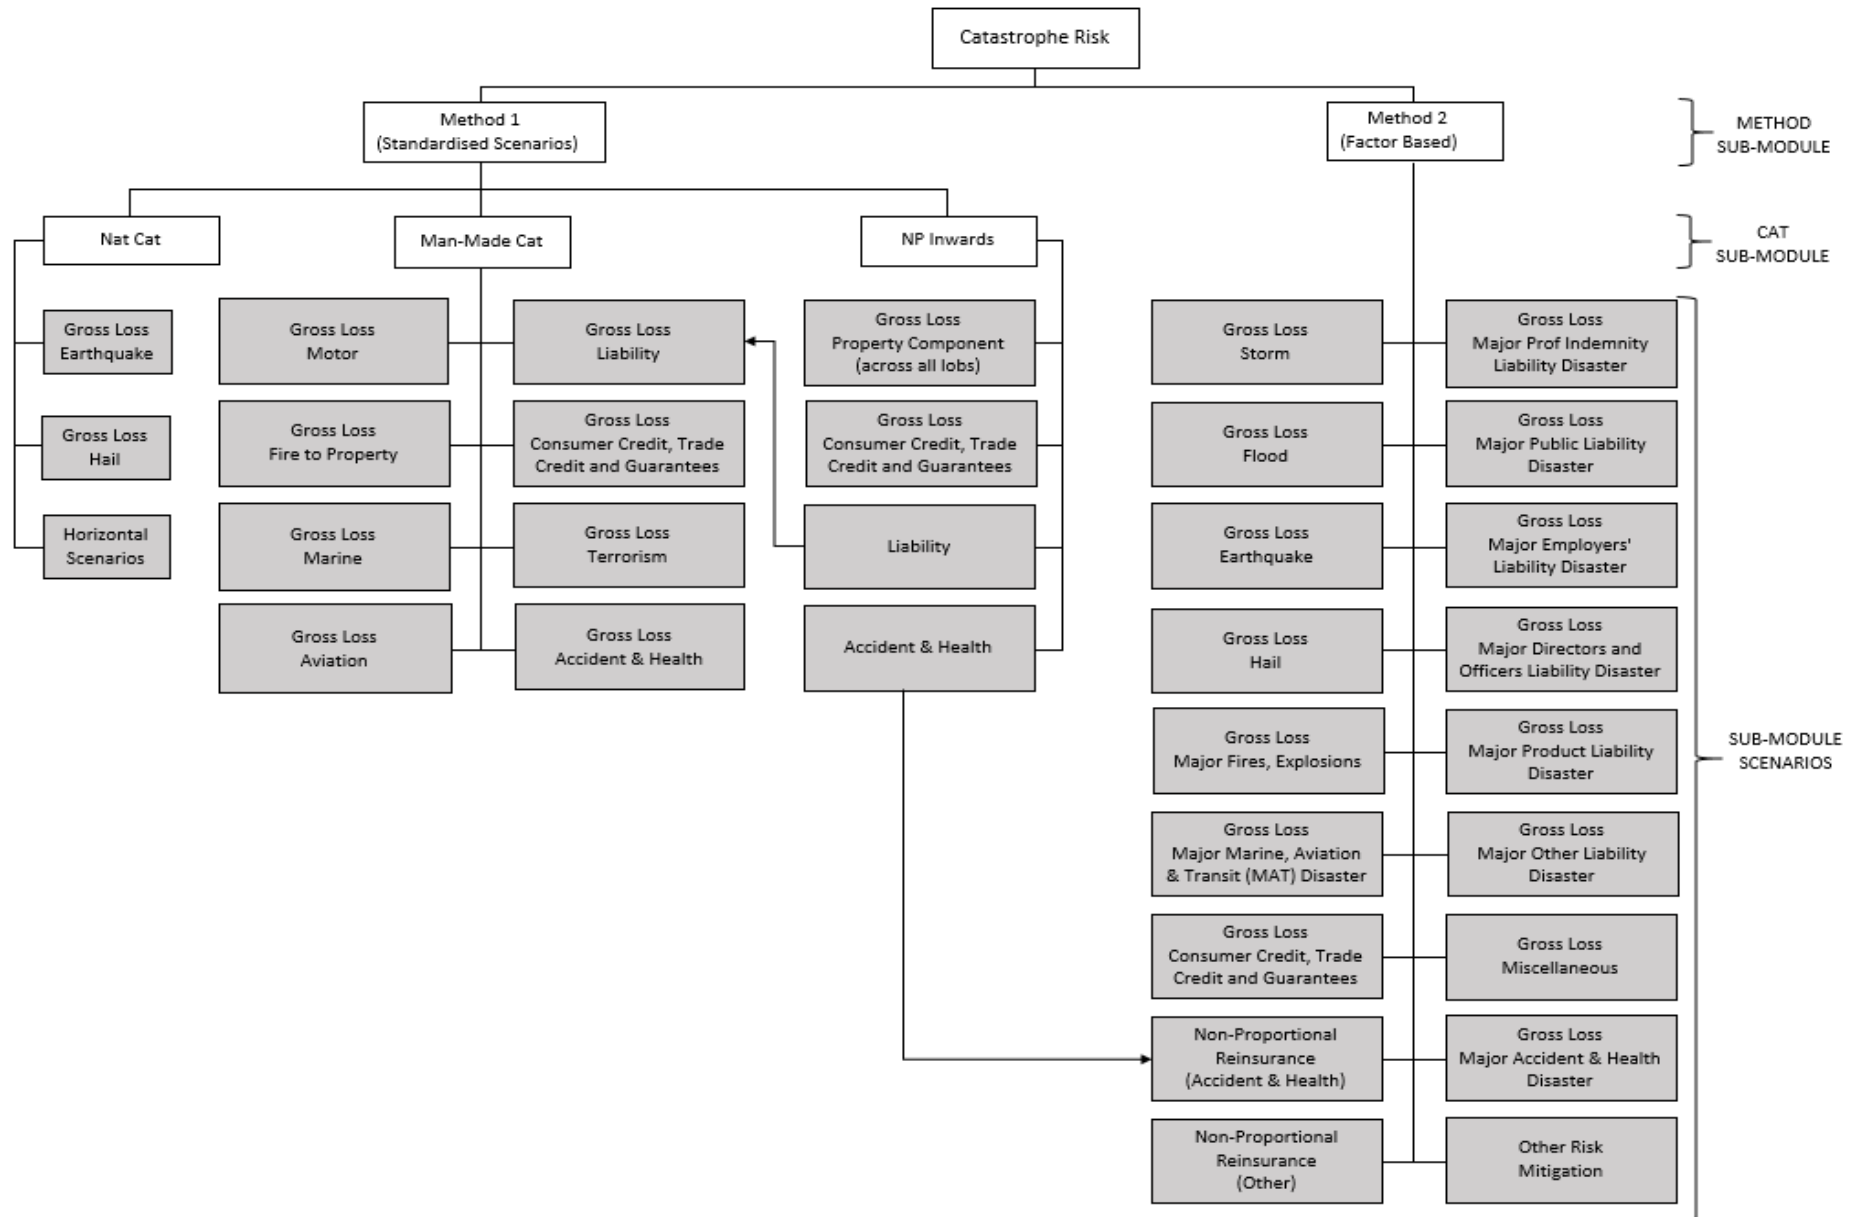 Catastrophe Risk
Method 1
(Standardised Scenarios)
Method 2
(Factor Based)
METHOD
SUB-MODULE
Nat Cat
Man-Made Cat
NP Inwards
CAT
SUB-MODULE
Gross Loss
Earthquake
Gross Loss
Hail
Horizontal
Scenarios
Gross Loss
Motor
Gross Loss
Fire to Property
Gross Loss
Marine
Gross Loss
Aviation
Gross Loss
Liability
Gross Loss
Consumer Credit, Trade
Credit and Guarantees
Gross Loss
Terrorism
Gross Loss
Accident & Health
Gross Loss
Property Component
(across all lobs)
Gross Loss
Consumer Credit, Trade
Credit and Guarantees
Liability
Accident & Health
Gross Loss
Storm
Gross Loss
Flood
Gross Loss
Earthquake
Gross Loss
Hail
Gross Loss
Major Fires, Explosions
Gross Loss
Major Marine, Aviation
& Transit (MAT) Disaster
Gross Loss
Consumer Credit, Trade
Credit and Guarantees
Non-Proportional
Reinsurance
(Accident & Health)
Non-Proportional
Reinsurance
(Other)
Gross Loss
Major Prof Indemnity
Liability Disaster
Gross Loss
Major Public Liability
Disaster
Gross Loss
Major Employers'
Liability Disaster
Gross Loss
Major Directors and
Officers Liability Disaster
Gross Loss
Major Product Liability
Disaster
Gross Loss
Major Other Liability
Disaster
Gross Loss
Miscellaneous
Gross Loss
Major Accident & Health
Disaster
Other Risk
Mitigation
SUB-MODULE
SCENARIOS